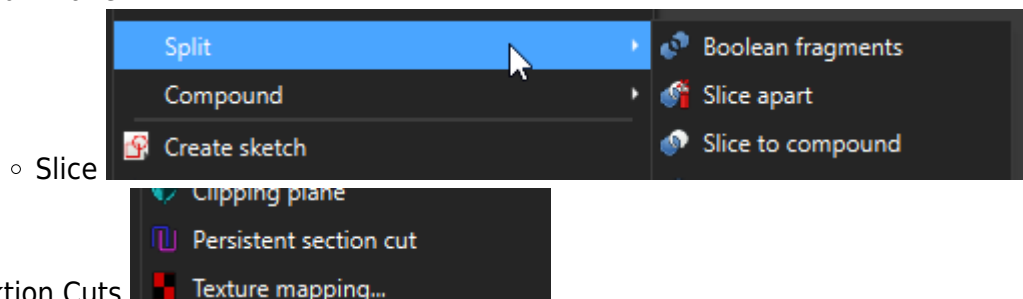 Split
Boolean fragments
Compound
Slice apart
Create sketch
Slice to compound
Slice
Clipping plane
Persistent section cut
Cuts
Texture mapping...